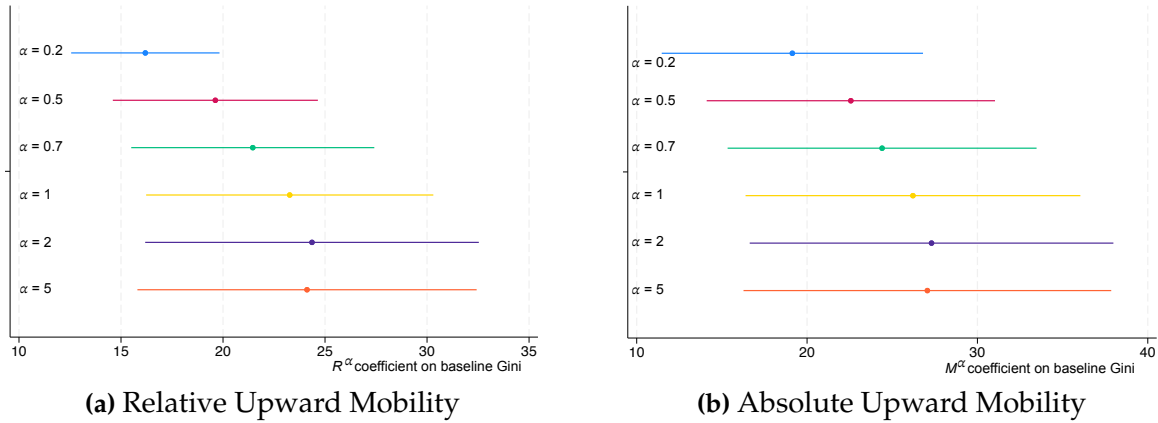 α = 0.2
α = 0.5
α = 0.7
α = 1
α = 2
α = 5
10 15 20 25 30 35
R^α coefficient on baseline Gini
(a) Relative Upward Mobility
α = 0.2
α = 0.5
α = 0.7
α = 1
α = 2
α = 5
10 20 30 40
M^α coefficient on baseline Gini
(b) Absolute Upward Mobility